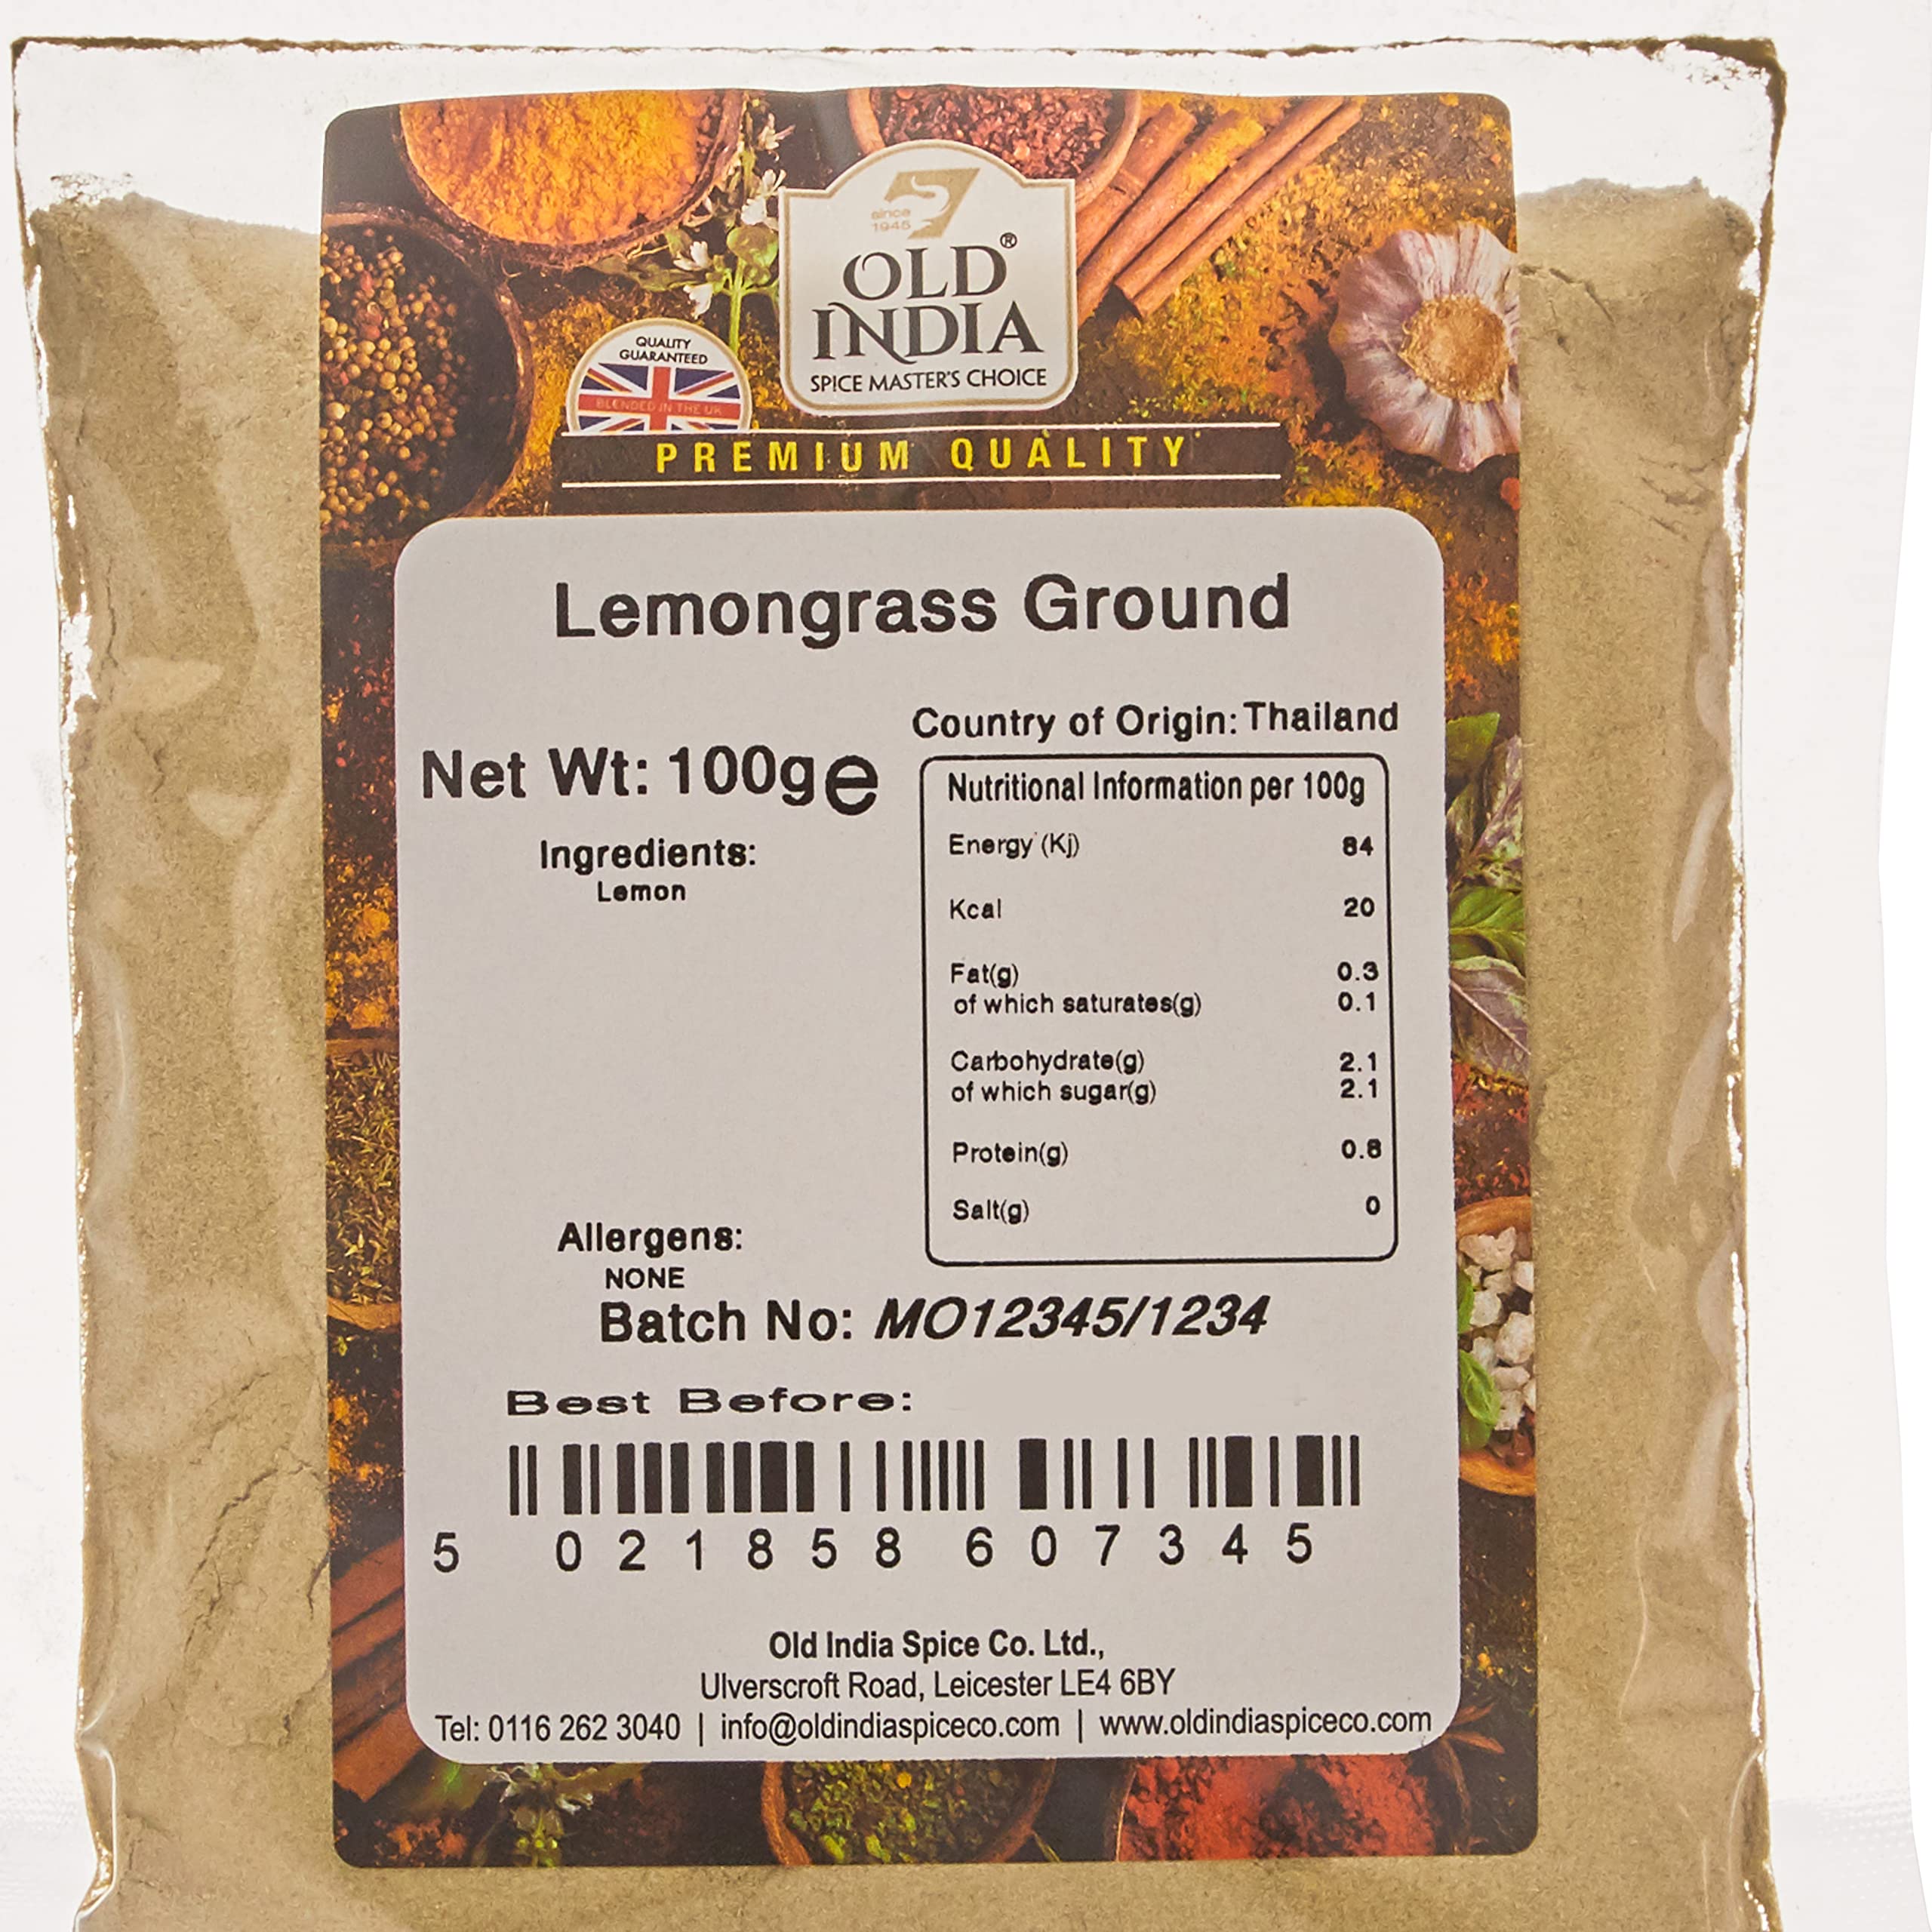 since
1945
OLD®
INDIA
SPICE MASTER'S CHOICE
QUALITY
GUARANTEED
BLENDED IN THE UK
PREMIUM QUALITY
Lemongrass Ground
Country of Origin: Thailand
Net Wt: 100g e
Nutritional Information per 100g
Energy (Kj) 84
Kcal 20
Fat(g) 0.3
of which saturates(g) 0.1
Carbohydrate(g) 2.1
of which sugar(g) 2.1
Protein(g) 0.8
Salt(g) 0
Ingredients:
Lemon
Allergens:
NONE
Batch No: MO12345/1234
Best Before:
5 021858 607345
Old India Spice Co. Ltd.,
Ulverscroft Road, Leicester LE4 6BY
Tel: 0116 262 3040 | info@oldindiaspiceco.com | www.oldindiaspiceco.com